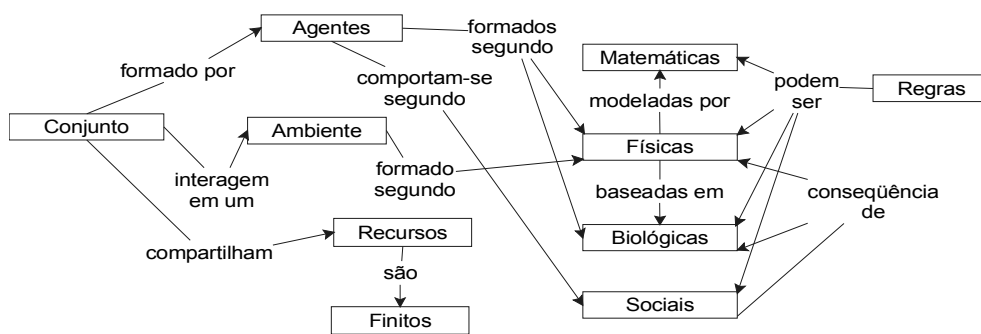 Agentes
formados
segundo
Matemáticas
formado por
comportam-se
segundo
podem
ser
Regras
modeladas por
Conjunto
Ambiente
Físicas
interagem
em um
formado
segundo
baseadas em
conseqüência
de
compartilham
Recursos
Biológicas
são
Finitos
Sociais